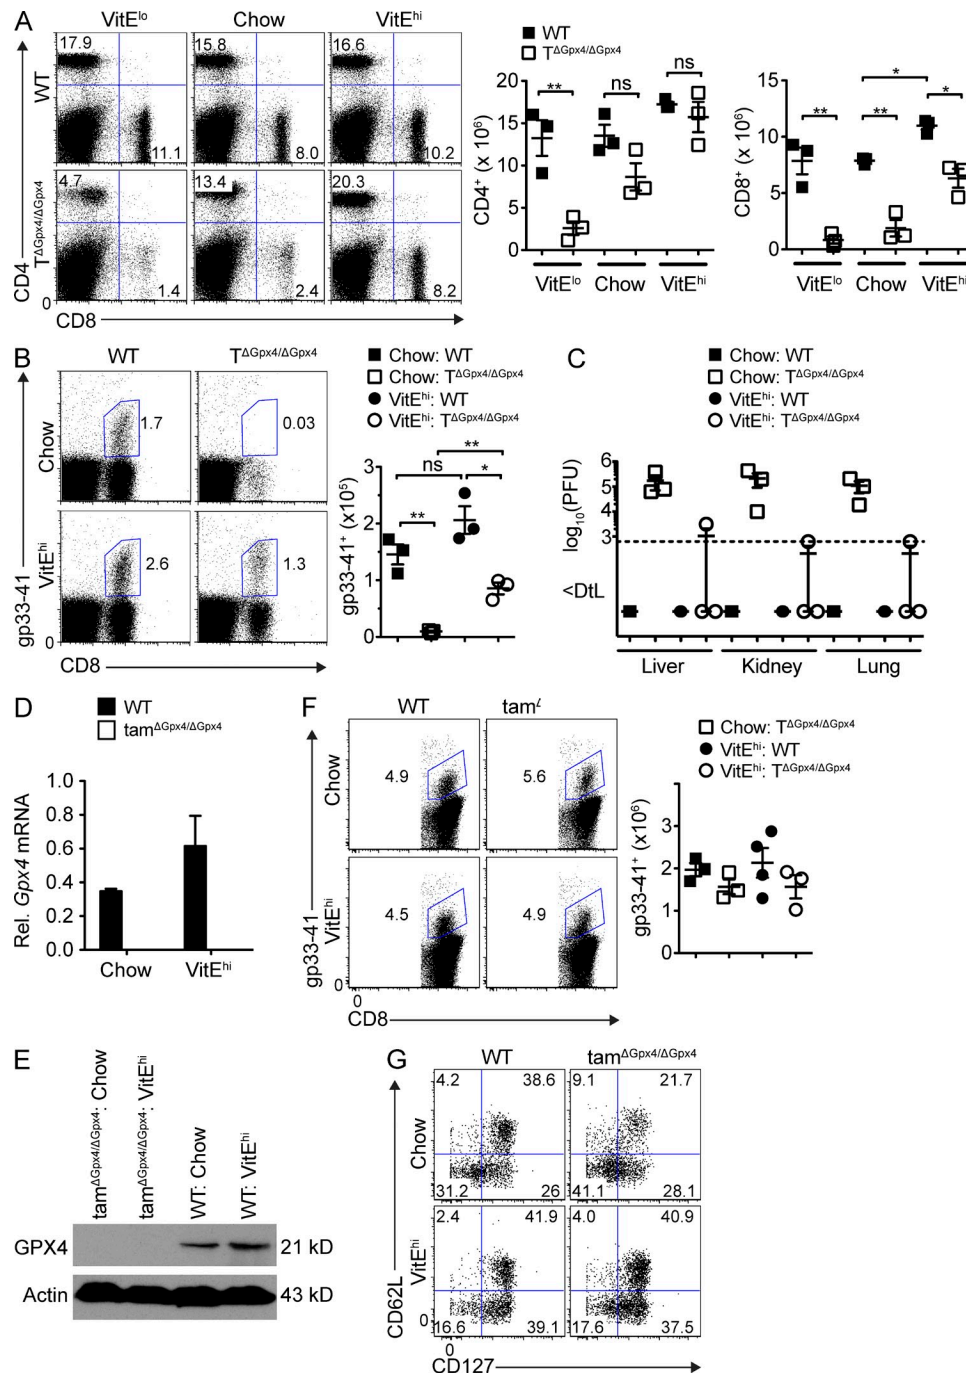 A
VitE^lo Chow VitE^hi
WT
17.9 15.8 16.6
11.1 8.0 10.2
T^ΔGpx4/ΔGpx4
4.7 13.4 20.3
1.4 2.4 8.2
CD4
0
CD8
WT
T^ΔGpx4/ΔGpx4
CD4⁺ (x 10⁶)
20
15
10
5
0
** ns ns
VitE^lo Chow VitE^hi
CD8⁺ (x 10⁶)
15
10
5
0
** ** * *
VitE^lo Chow VitE^hi
B
WT T^ΔGpx4/ΔGpx4
Chow
1.7 0.03
VitE^hi
2.6 1.3
gp33-41
0
CD8
Chow: WT
Chow: T^ΔGpx4/ΔGpx4
VitE^hi: WT
VitE^hi: T^ΔGpx4/ΔGpx4
gp33-41⁺ (x10⁵)
3
2
1
0
** ns * **
C
Chow: WT
Chow: T^ΔGpx4/ΔGpx4
VitE^hi: WT
VitE^hi: T^ΔGpx4/ΔGpx4
log₁₀(PFU)
6
5
4
3
<DtL
Liver Kidney Lung
D
WT
tam^ΔGpx4/ΔGpx4
Rel. Gpx4 mRNA
1.0
0.8
0.6
0.4
0.2
0.0
Chow VitE^hi
E
tam^ΔGpx4/ΔGpx4: Chow
tam^ΔGpx4/ΔGpx4: VitE^hi
WT: Chow
WT: VitE^hi
GPX4 21 kD
Actin 43 kD
F
WT tam^/
Chow
4.9 5.6
VitE^hi
4.5 4.9
gp33-41
0
0
CD8
Chow: T^ΔGpx4/ΔGpx4
VitE^hi: WT
VitE^hi: T^ΔGpx4/ΔGpx4
gp33-41⁺ (x10⁶)
3
2
1
0
G
WT tam^ΔGpx4/ΔGpx4
Chow
4.2 38.6 9.1 21.7
31.2 26 41.1 28.1
VitE^hi
2.4 41.9 4.0 40.9
16.6 39.1 17.6 37.5
CD62L
0
0
CD127